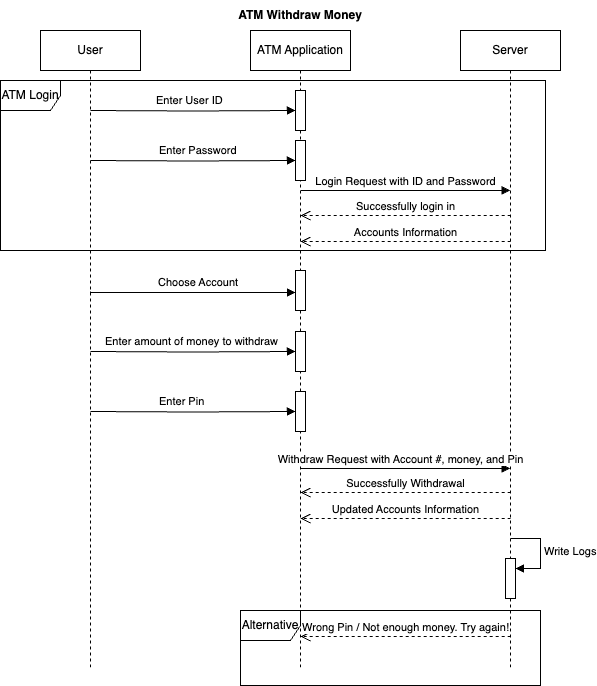 ATM Withdraw Money
User
ATM Application
Server
ATM Login
Enter User ID
Enter Password
Login Request with ID and Password
Successfully login in
Accounts Information
Choose Account
Enter amount of money to withdraw
Enter Pin
Withdraw Request with Account #, money, and Pin
Successfully Withdrawal
Updated Accounts Information
Write Logs
Alternative
Wrong Pin / Not enough money. Try again!